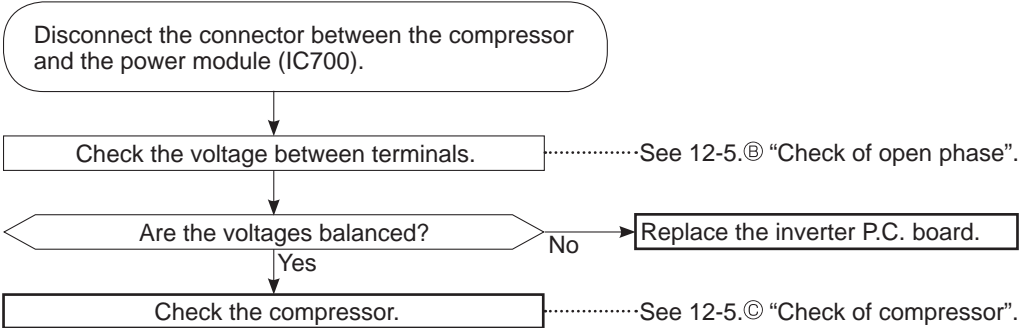 Disconnect the connector between the compressor
and the power module (IC700).
Check the voltage between terminals.
See 12-5.Ⓑ “Check of open phase”.
Are the voltages balanced?
No
Replace the inverter P.C. board.
Yes
Check the compressor.
See 12-5.Ⓒ “Check of compressor”.